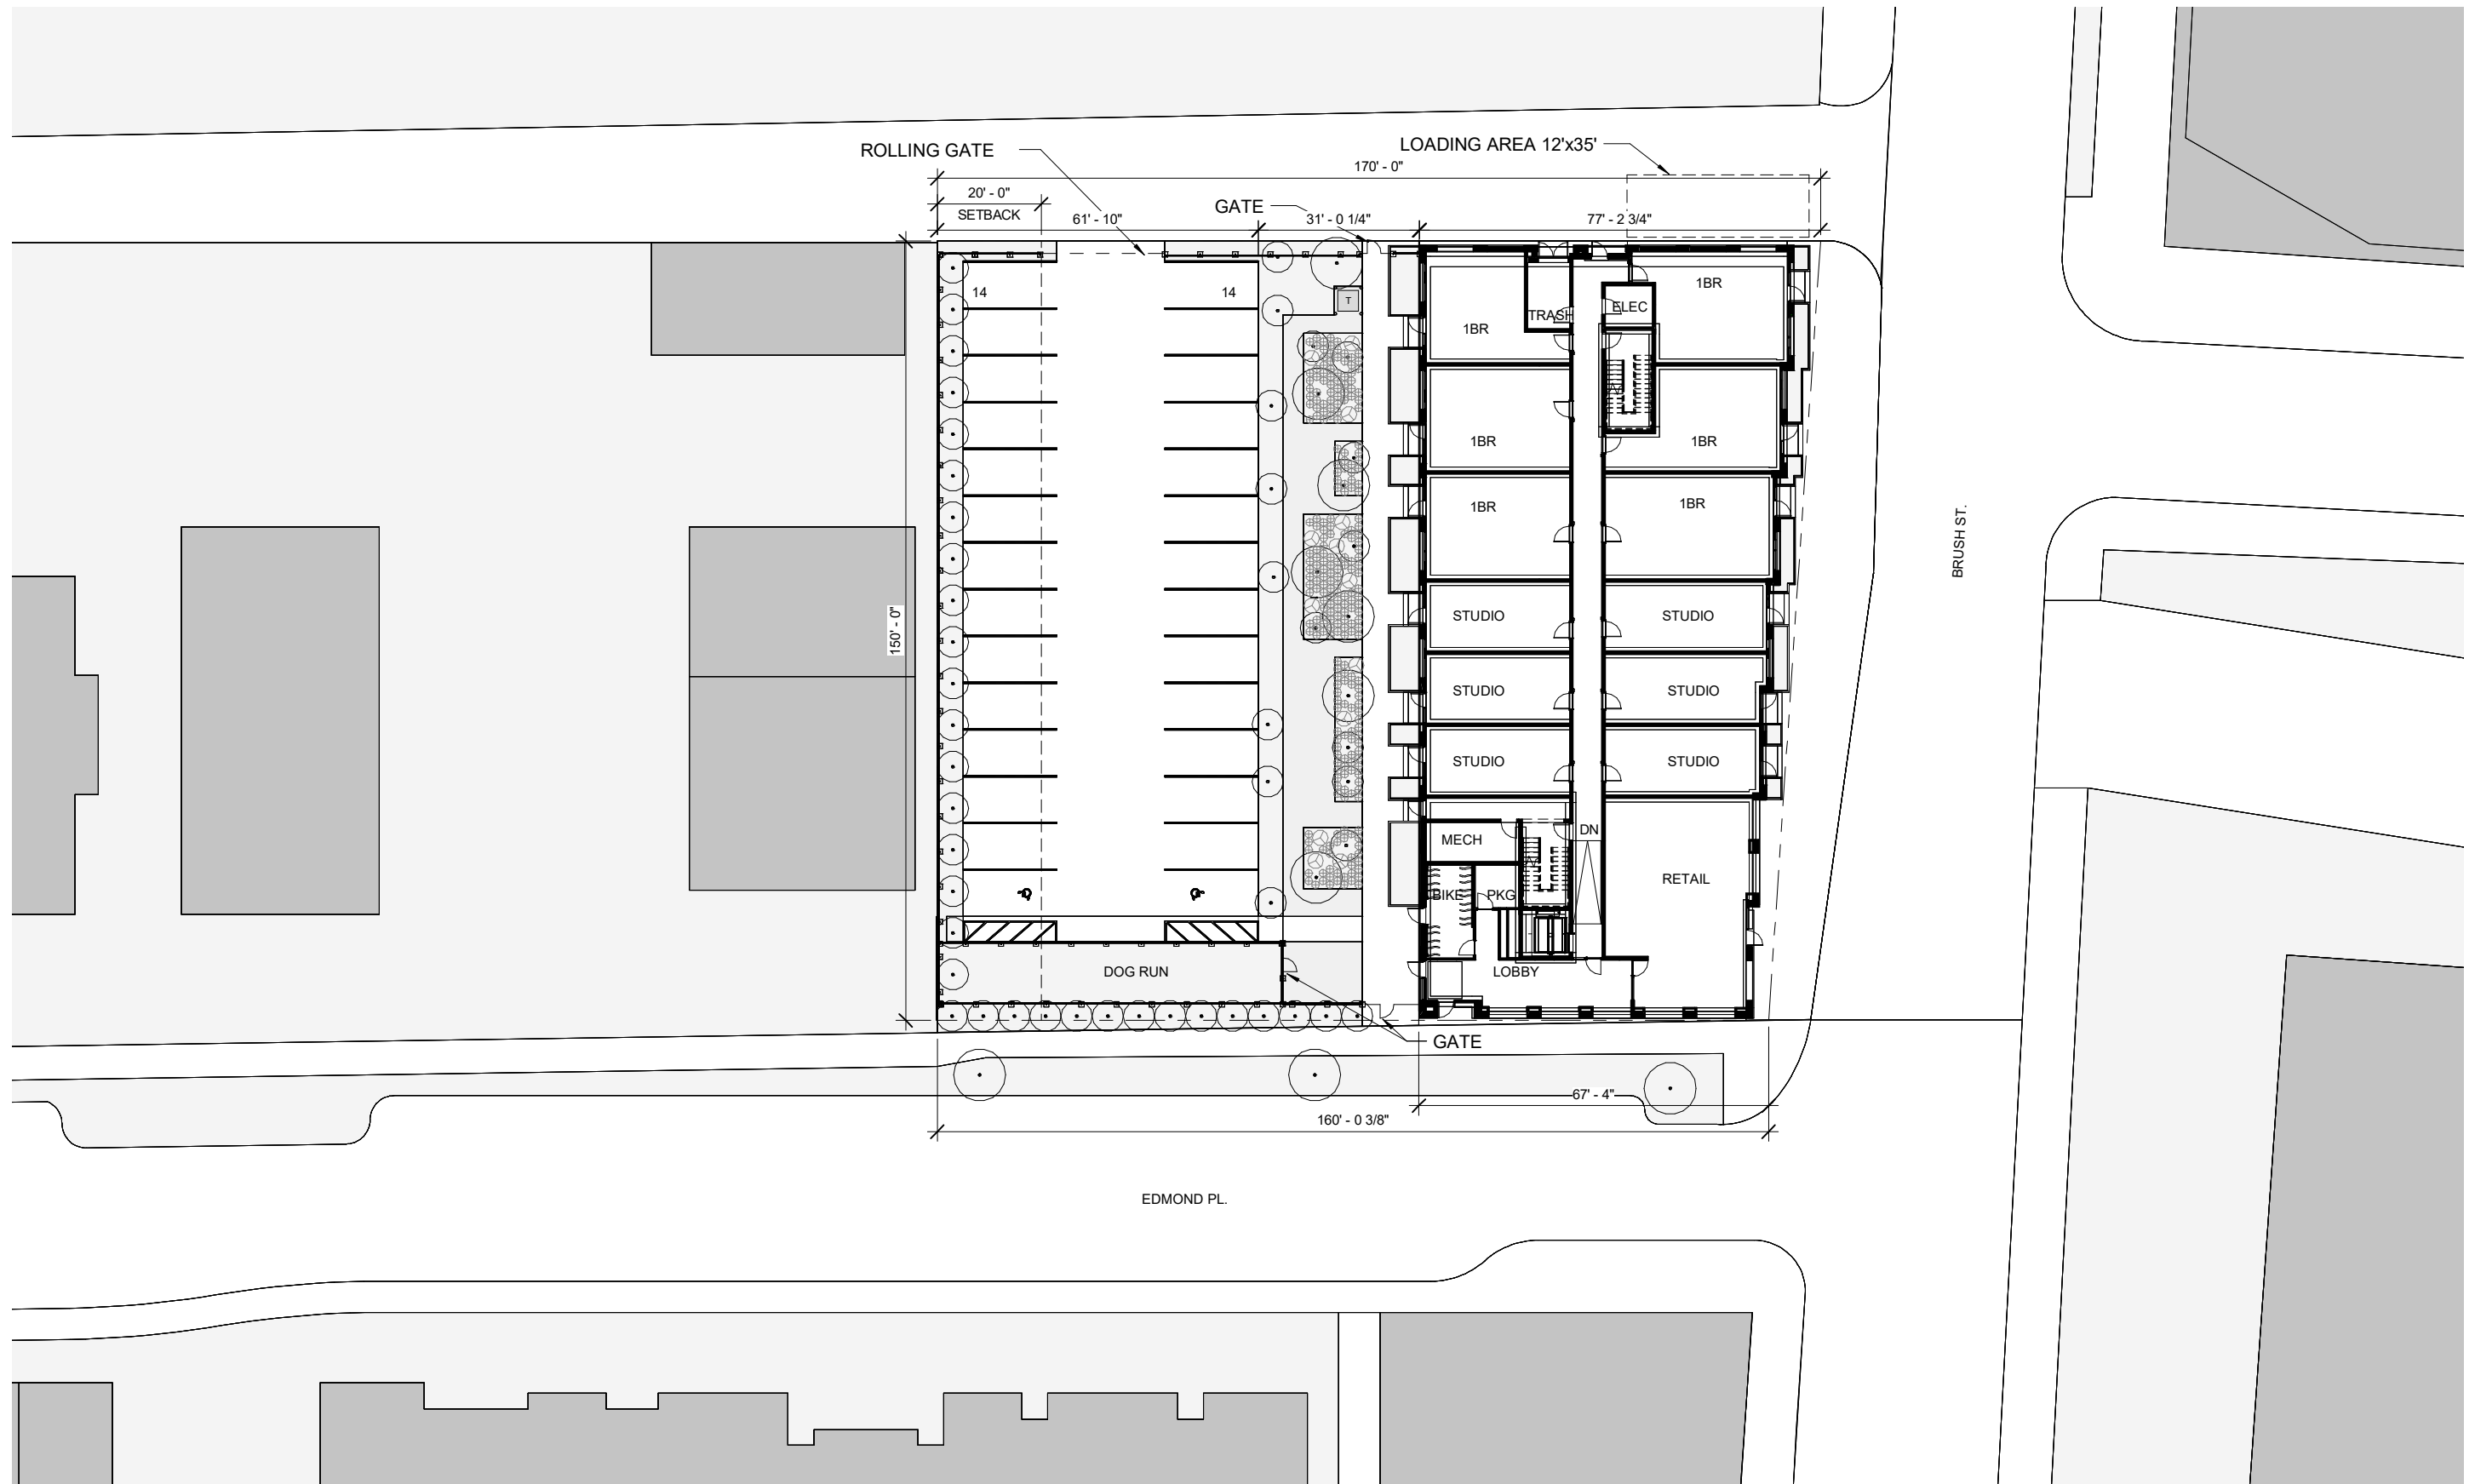 LOADING AREA 12'x35'
ROLLING GATE
170' - 0"
20' - 0"
SETBACK
GATE
61' - 10"
31' - 0 1/4"
77' - 2 3/4"
14
14
T
1BR
1BR
TRASH
ELEC
1BR
1BR
1BR
1BR
BRUSH ST.
150' - 0"
STUDIO
STUDIO
STUDIO
STUDIO
STUDIO
STUDIO
DN
MECH
RETAIL
BIKE
PKG
DOG RUN
LOBBY
GATE
67' - 4"
160' - 0 3/8"
EDMOND PL.